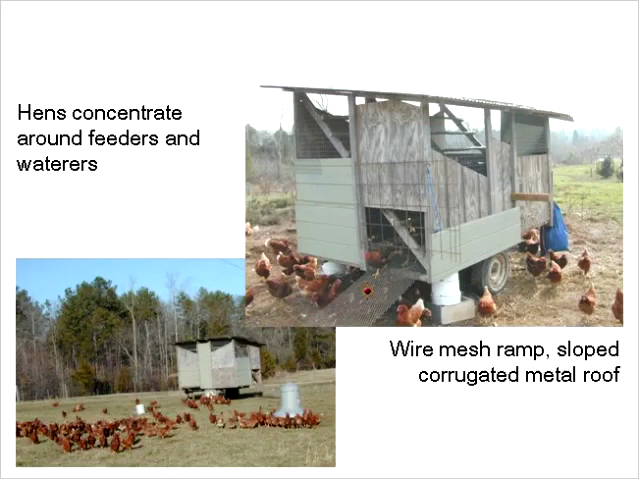 Hens concentrate
around feeders and
waterers
Wire mesh ramp, sloped
corrugated metal roof